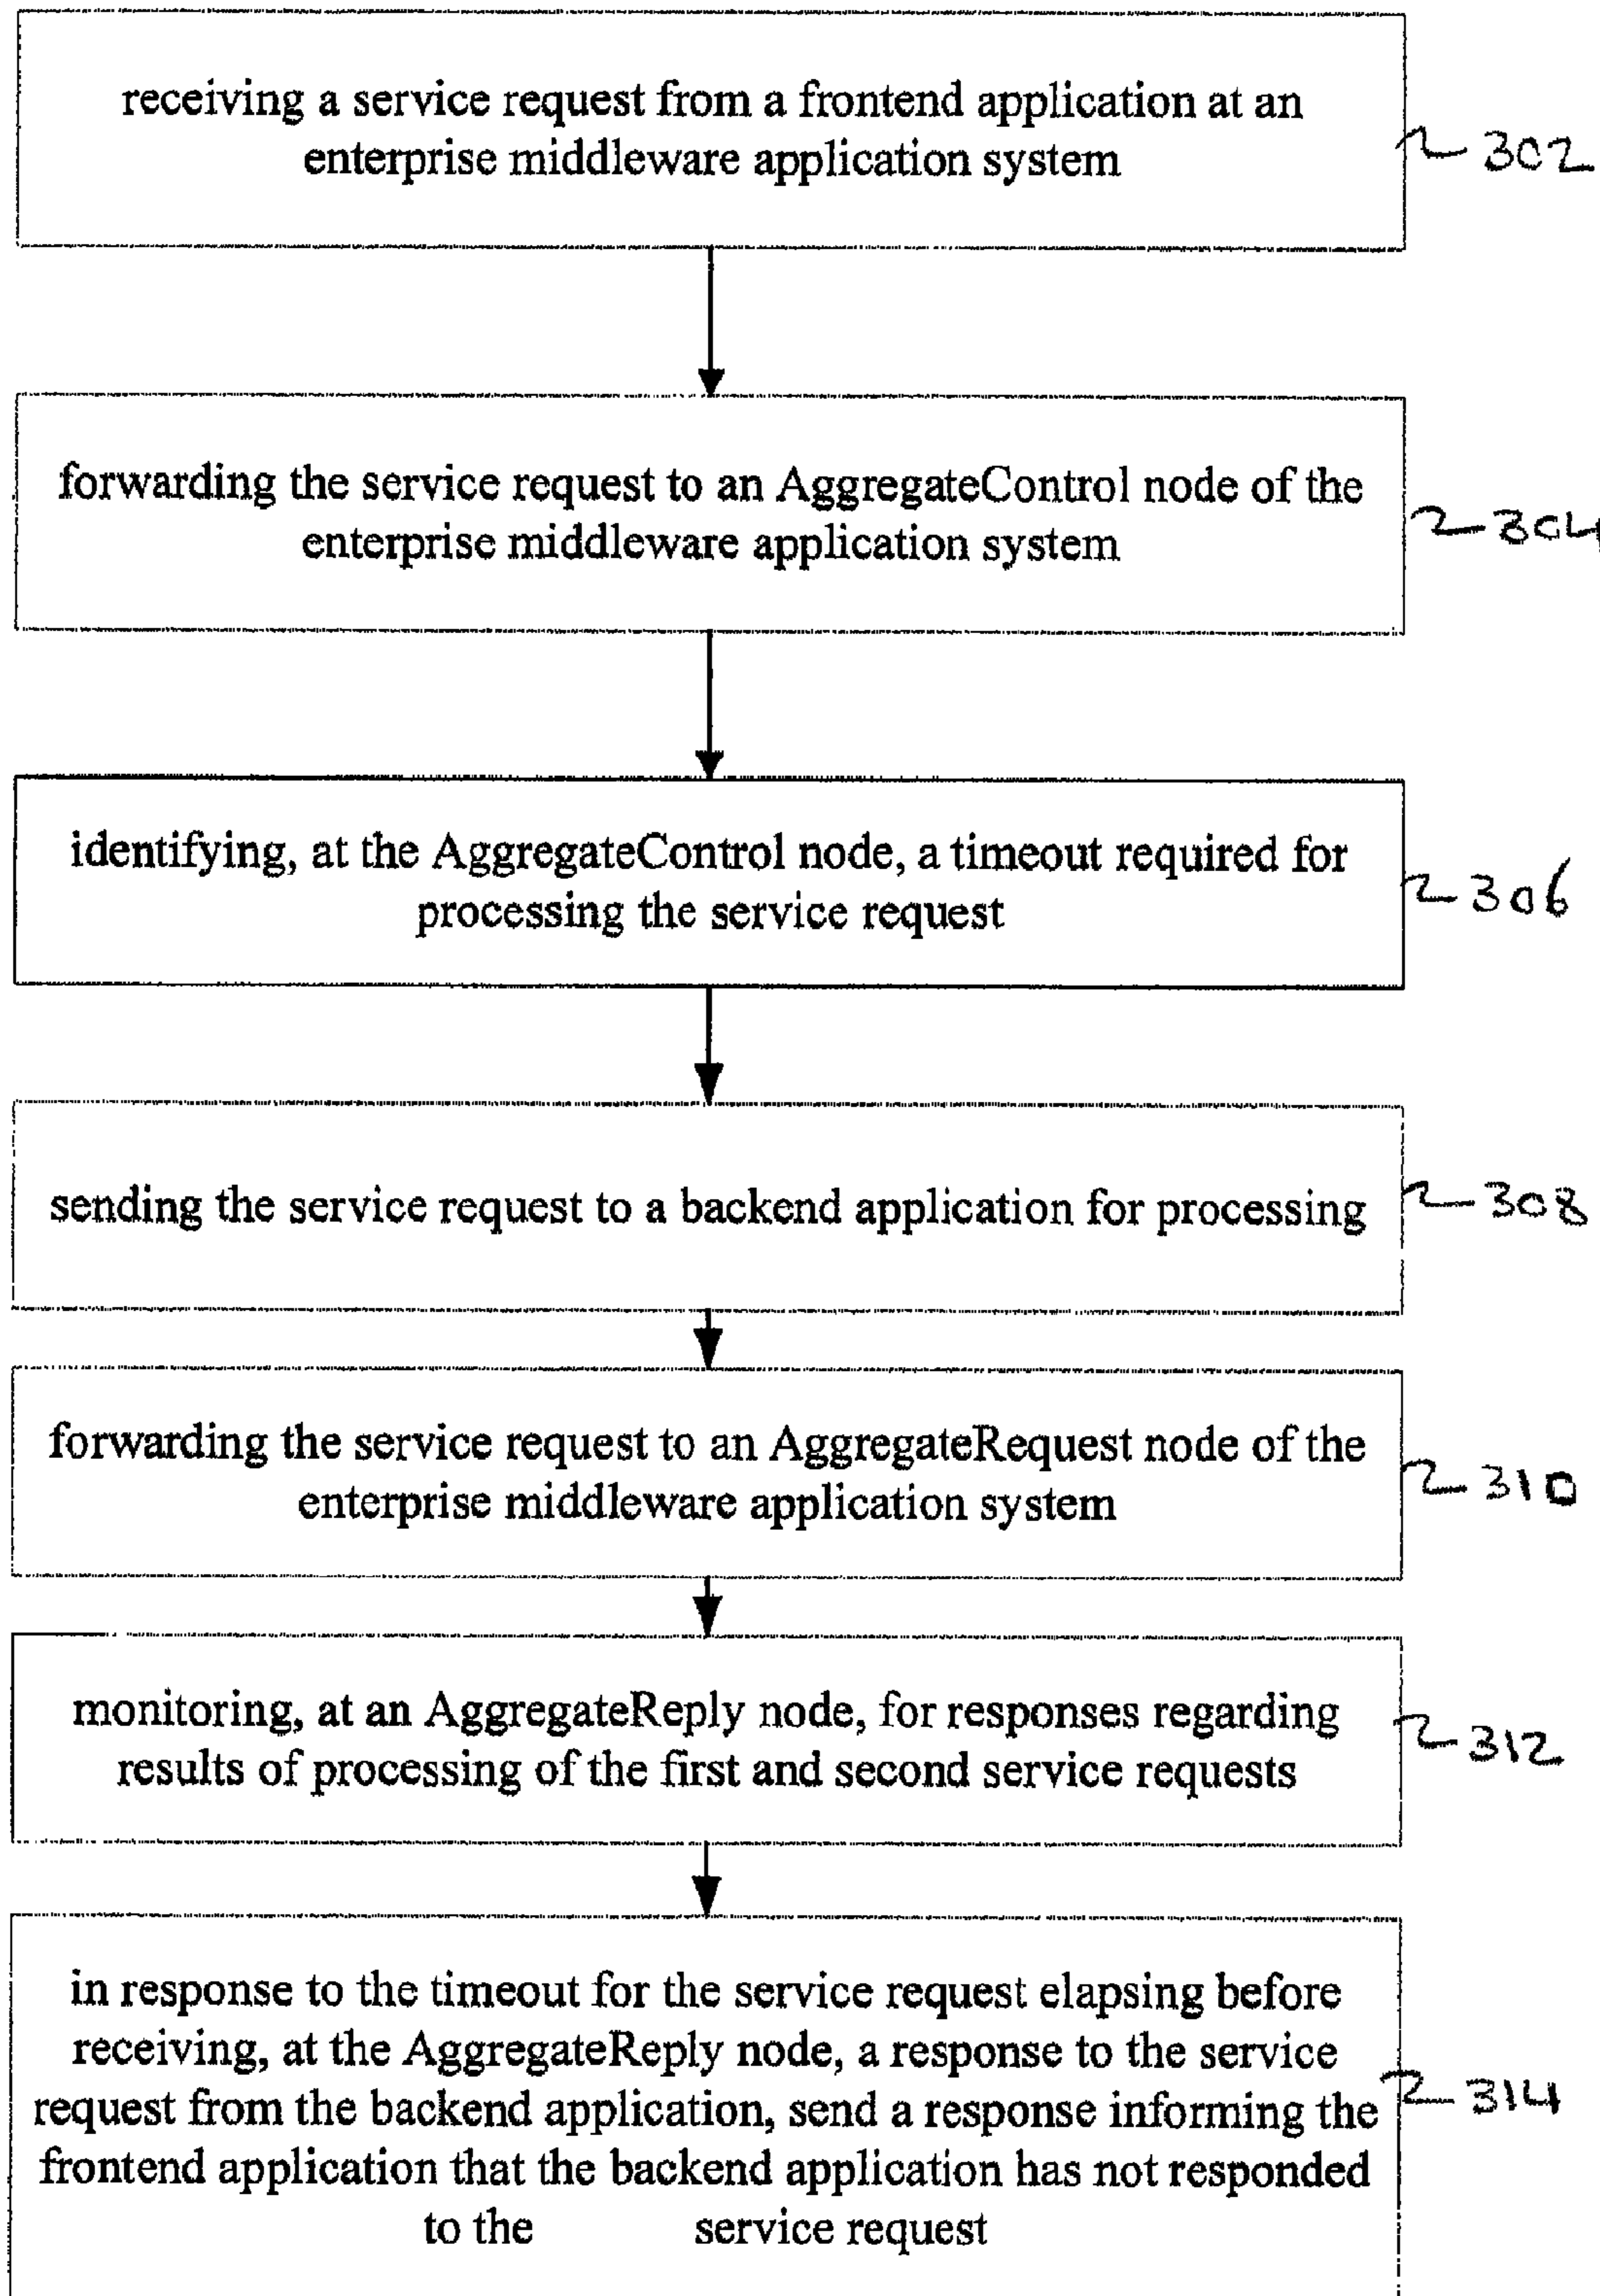 receiving a service request from a frontend application at an
enterprise middleware application system
302
forwarding the service request to an AggregateControl node of the
enterprise middleware application system
304
identifying, at the AggregateControl node, a timeout required for
processing the service request
306
sending the service request to a backend application for processing
308
forwarding the service request to an AggregateRequest node of the
enterprise middleware application system
310
monitoring, at an AggregateReply node, for responses regarding
results of processing of the first and second service requests
312
in response to the timeout for the service request elapsing before
receiving, at the AggregateReply node, a response to the service
request from the backend application, send a response informing the
frontend application that the backend application has not responded
to the service request
314